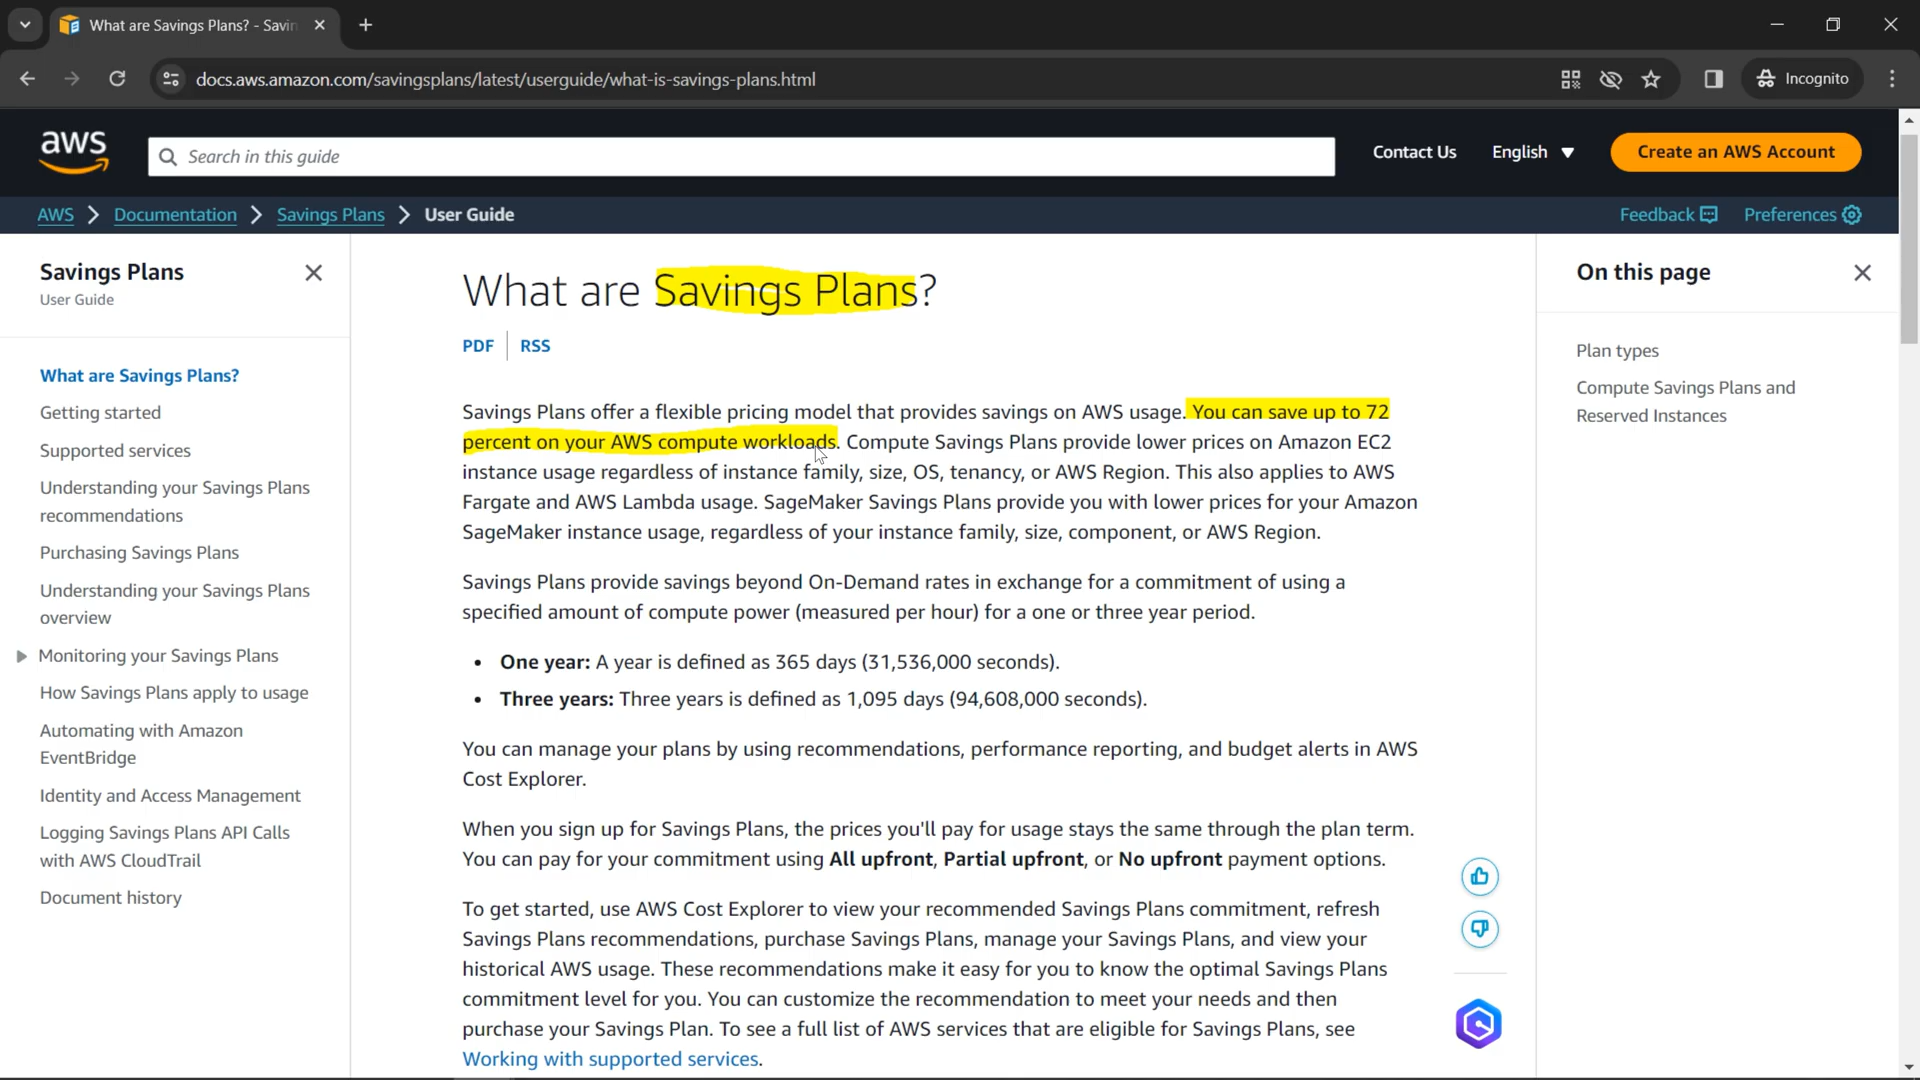 What are Savings Plans? - Savin
docs.aws.amazon.com/savingsplans/latest/userguide/what-is-savings-plans.html
Incognito
aws
Search in this guide
Contact Us
English
Create an AWS Account
AWS
Documentation
Savings Plans
User Guide
Feedback
Preferences
Savings Plans
User Guide
What are Savings Plans?
Getting started
Supported services
Understanding your Savings Plans
recommendations
Purchasing Savings Plans
Understanding your Savings Plans
overview
Monitoring your Savings Plans
How Savings Plans apply to usage
Automating with Amazon
EventBridge
Identity and Access Management
Logging Savings Plans API Calls
with AWS CloudTrail
Document history
What are Savings Plans?
PDF
RSS
Savings Plans offer a flexible pricing model that provides savings on AWS usage. You can save up to 72
percent on your AWS compute workloads. Compute Savings Plans provide lower prices on Amazon EC2
instance usage regardless of instance family, size, OS, tenancy, or AWS Region. This also applies to AWS
Fargate and AWS Lambda usage. SageMaker Savings Plans provide you with lower prices for your Amazon
SageMaker instance usage, regardless of your instance family, size, component, or AWS Region.
Savings Plans provide savings beyond On-Demand rates in exchange for a commitment of using a
specified amount of compute power (measured per hour) for a one or three year period.
• One year: A year is defined as 365 days (31,536,000 seconds).
• Three years: Three years is defined as 1,095 days (94,608,000 seconds).
You can manage your plans by using recommendations, performance reporting, and budget alerts in AWS
Cost Explorer.
When you sign up for Savings Plans, the prices you'll pay for usage stays the same through the plan term.
You can pay for your commitment using All upfront, Partial upfront, or No upfront payment options.
To get started, use AWS Cost Explorer to view your recommended Savings Plans commitment, refresh
Savings Plans recommendations, purchase Savings Plans, manage your Savings Plans, and view your
historical AWS usage. These recommendations make it easy for you to know the optimal Savings Plans
commitment level for you. You can customize the recommendation to meet your needs and then
purchase your Savings Plan. To see a full list of AWS services that are eligible for Savings Plans, see
Working with supported services.
On this page
Plan types
Compute Savings Plans and
Reserved Instances